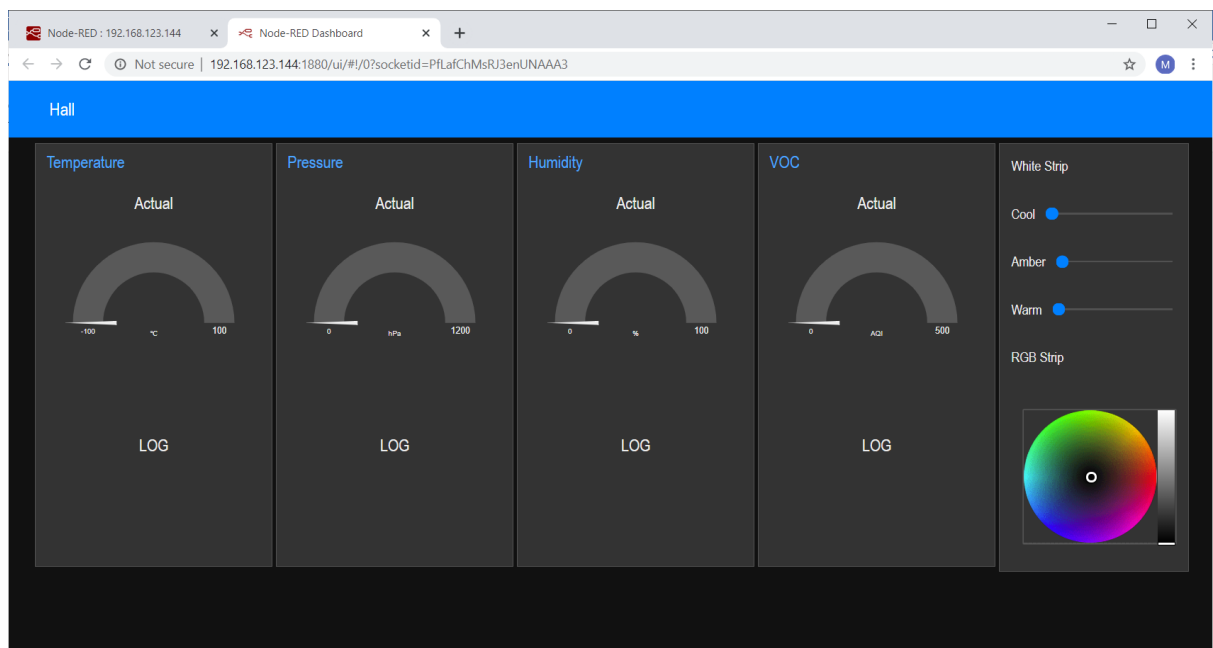 Node-RED : 192.168.123.144
Node-RED Dashboard
Not secure | 192.168.123.144:1880/ui/#!/0?socketid=PfLafChMsRJ3enUNAAA3
M
Hall
Temperature
Actual
-100 °C 100
LOG
Pressure
Actual
0 hPa 1200
LOG
Humidity
Actual
0 % 100
LOG
VOC
Actual
0 AQI 500
LOG
White Strip
Cool
Amber
Warm
RGB Strip